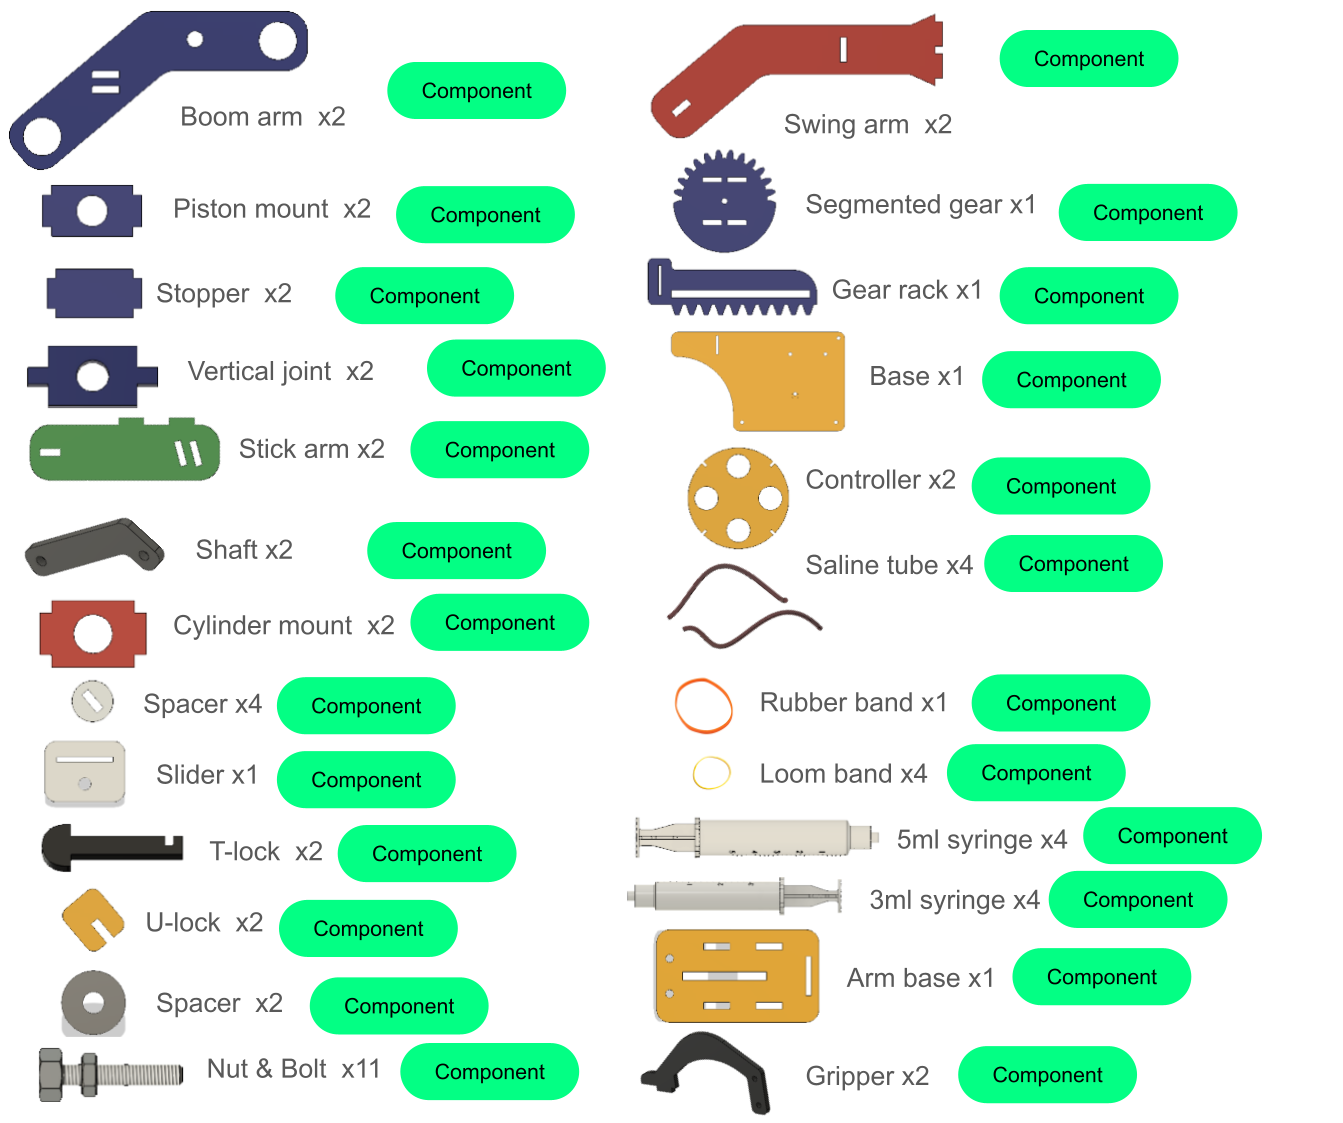 Boom arm  x2
Component
Piston mount  x2
Component
Stopper  x2
Component
Vertical joint  x2
Component
Stick arm x2
Component
Shaft x2
Component
Cylinder mount  x2
Component
Spacer x4
Component
Slider x1
Component
T-lock  x2
Component
U-lock  x2
Component
Spacer  x2
Component
Nut & Bolt  x11
Component
Swing arm  x2
Component
Segmented gear x1
Component
Gear rack x1
Component
Base x1
Component
Controller x2
Component
Saline tube x4
Component
Rubber band x1
Component
Loom band x4
Component
5ml syringe x4
Component
3ml syringe x4
Component
Arm base x1
Component
Gripper x2
Component